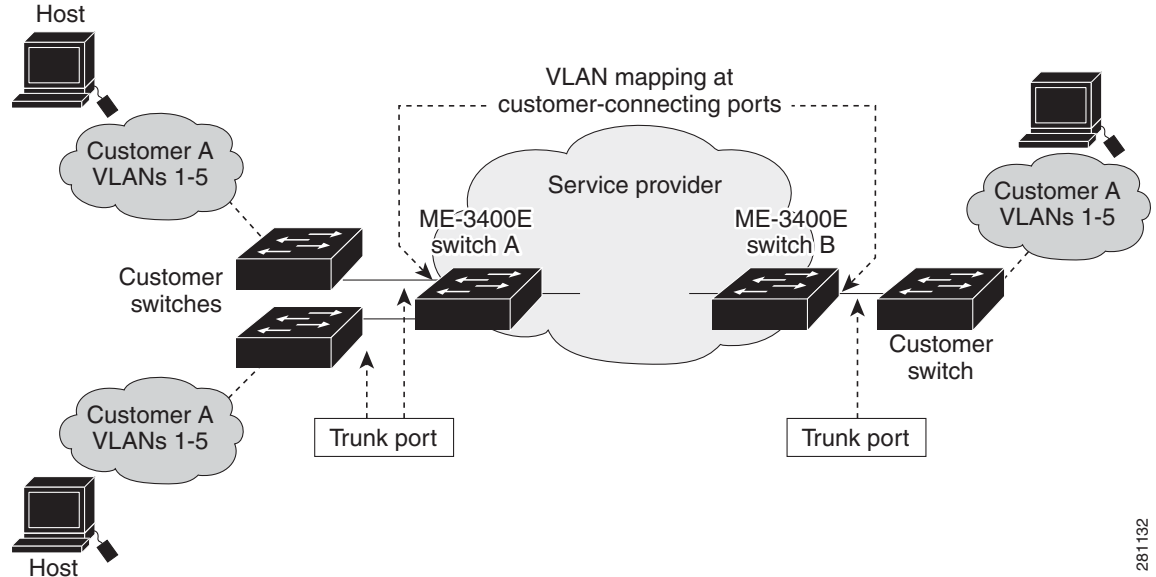 Host
VLAN mapping at
customer-connecting ports
Customer A
VLANs 1-5
Service provider
Customer A
VLANs 1-5
ME-3400E
switch A
ME-3400E
switch B
Customer
switches
Customer
switch
Customer A
VLANs 1-5
Trunk port
Trunk port
Host
281132